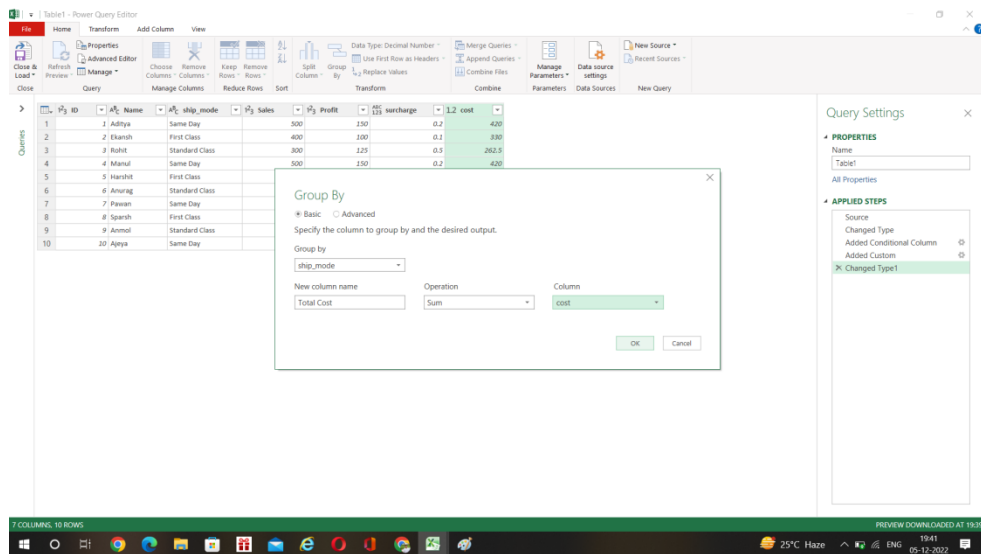 Table1 - Power Query Editor
File Home Transform Add Column View
Close & Load
Refresh Preview
Properties
Advanced Editor
Manage
Choose Columns
Remove Columns
Keep Rows
Remove Rows
Split Column
Group By
Data Type: Decimal Number
Use First Row as Headers
Replace Values
Merge Queries
Append Queries
Combine Files
Manage Parameters
Data source settings
New Source
Recent Sources
Close Query Manage Columns Reduce Rows Sort Transform Combine Parameters Data Sources New Query
Queries
ID Name ship_mode Sales Profit surcharge 1.2 cost
1 1 Aditya Same Day 500 150 0.2 420
2 2 Ekansh First Class 400 100 0.1 330
3 3 Rohit Standard Class 300 125 0.5 262.5
4 4 Manul Same Day 500 150 0.2 420
5 5 Harshit First Class
6 6 Anurag Standard Class
7 7 Pawan Same Day
8 8 Sparsh First Class
9 9 Anmol Standard Class
10 10 Ajeya Same Day
Group By
Basic Advanced
Specify the column to group by and the desired output.
Group by
ship_mode
New column name Operation Column
Total Cost Sum cost
OK Cancel
Query Settings
PROPERTIES
Name
Table1
All Properties
APPLIED STEPS
Source
Changed Type
Added Conditional Column
Added Custom
Changed Type1
7 COLUMNS, 10 ROWS
PREVIEW DOWNLOADED AT 19:39
25°C Haze ENG 19:41
05-12-2022